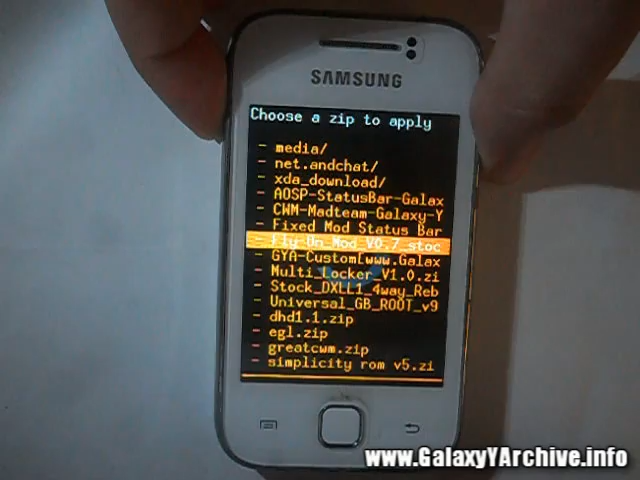 SAMSUNG
Choose a zip to apply
- media/
- net.andchat/
- xda_download/
- AOSP-StatusBar-Galax
- CWM-Madteam-Galaxy-Y
- Fixed Mod Status Bar
- Fly-On_Mod_V0.7_stoc
- GYA-Custom[www.Galax
- Multi_Locker_V1.0.zi
- Stock_DXLL1_4way_Reb
- Universal_GB_ROOT_v9
- dhd1.1.zip
- egl.zip
- greatcwm.zip
- simplicity rom v5.zi
www.GalaxyYArchive.info